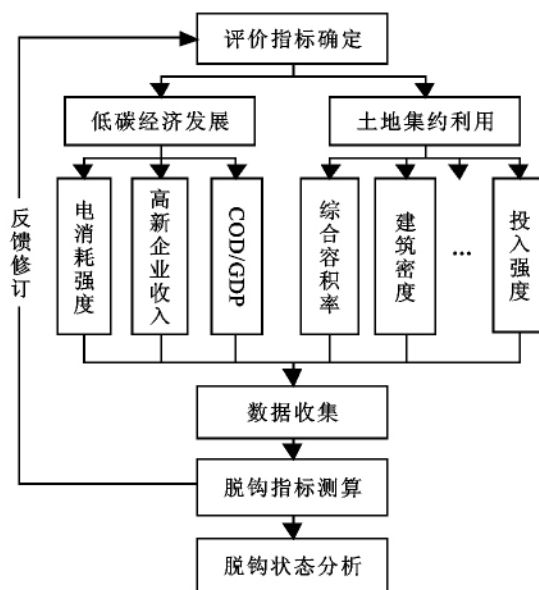 评价指标确定
低碳经济发展
土地集约利用
反馈修订
电消耗强度
高新企业收入
COD/GDP
综合容积率
建筑密度
...
投入强度
数据收集
脱钩指标测算
脱钩状态分析